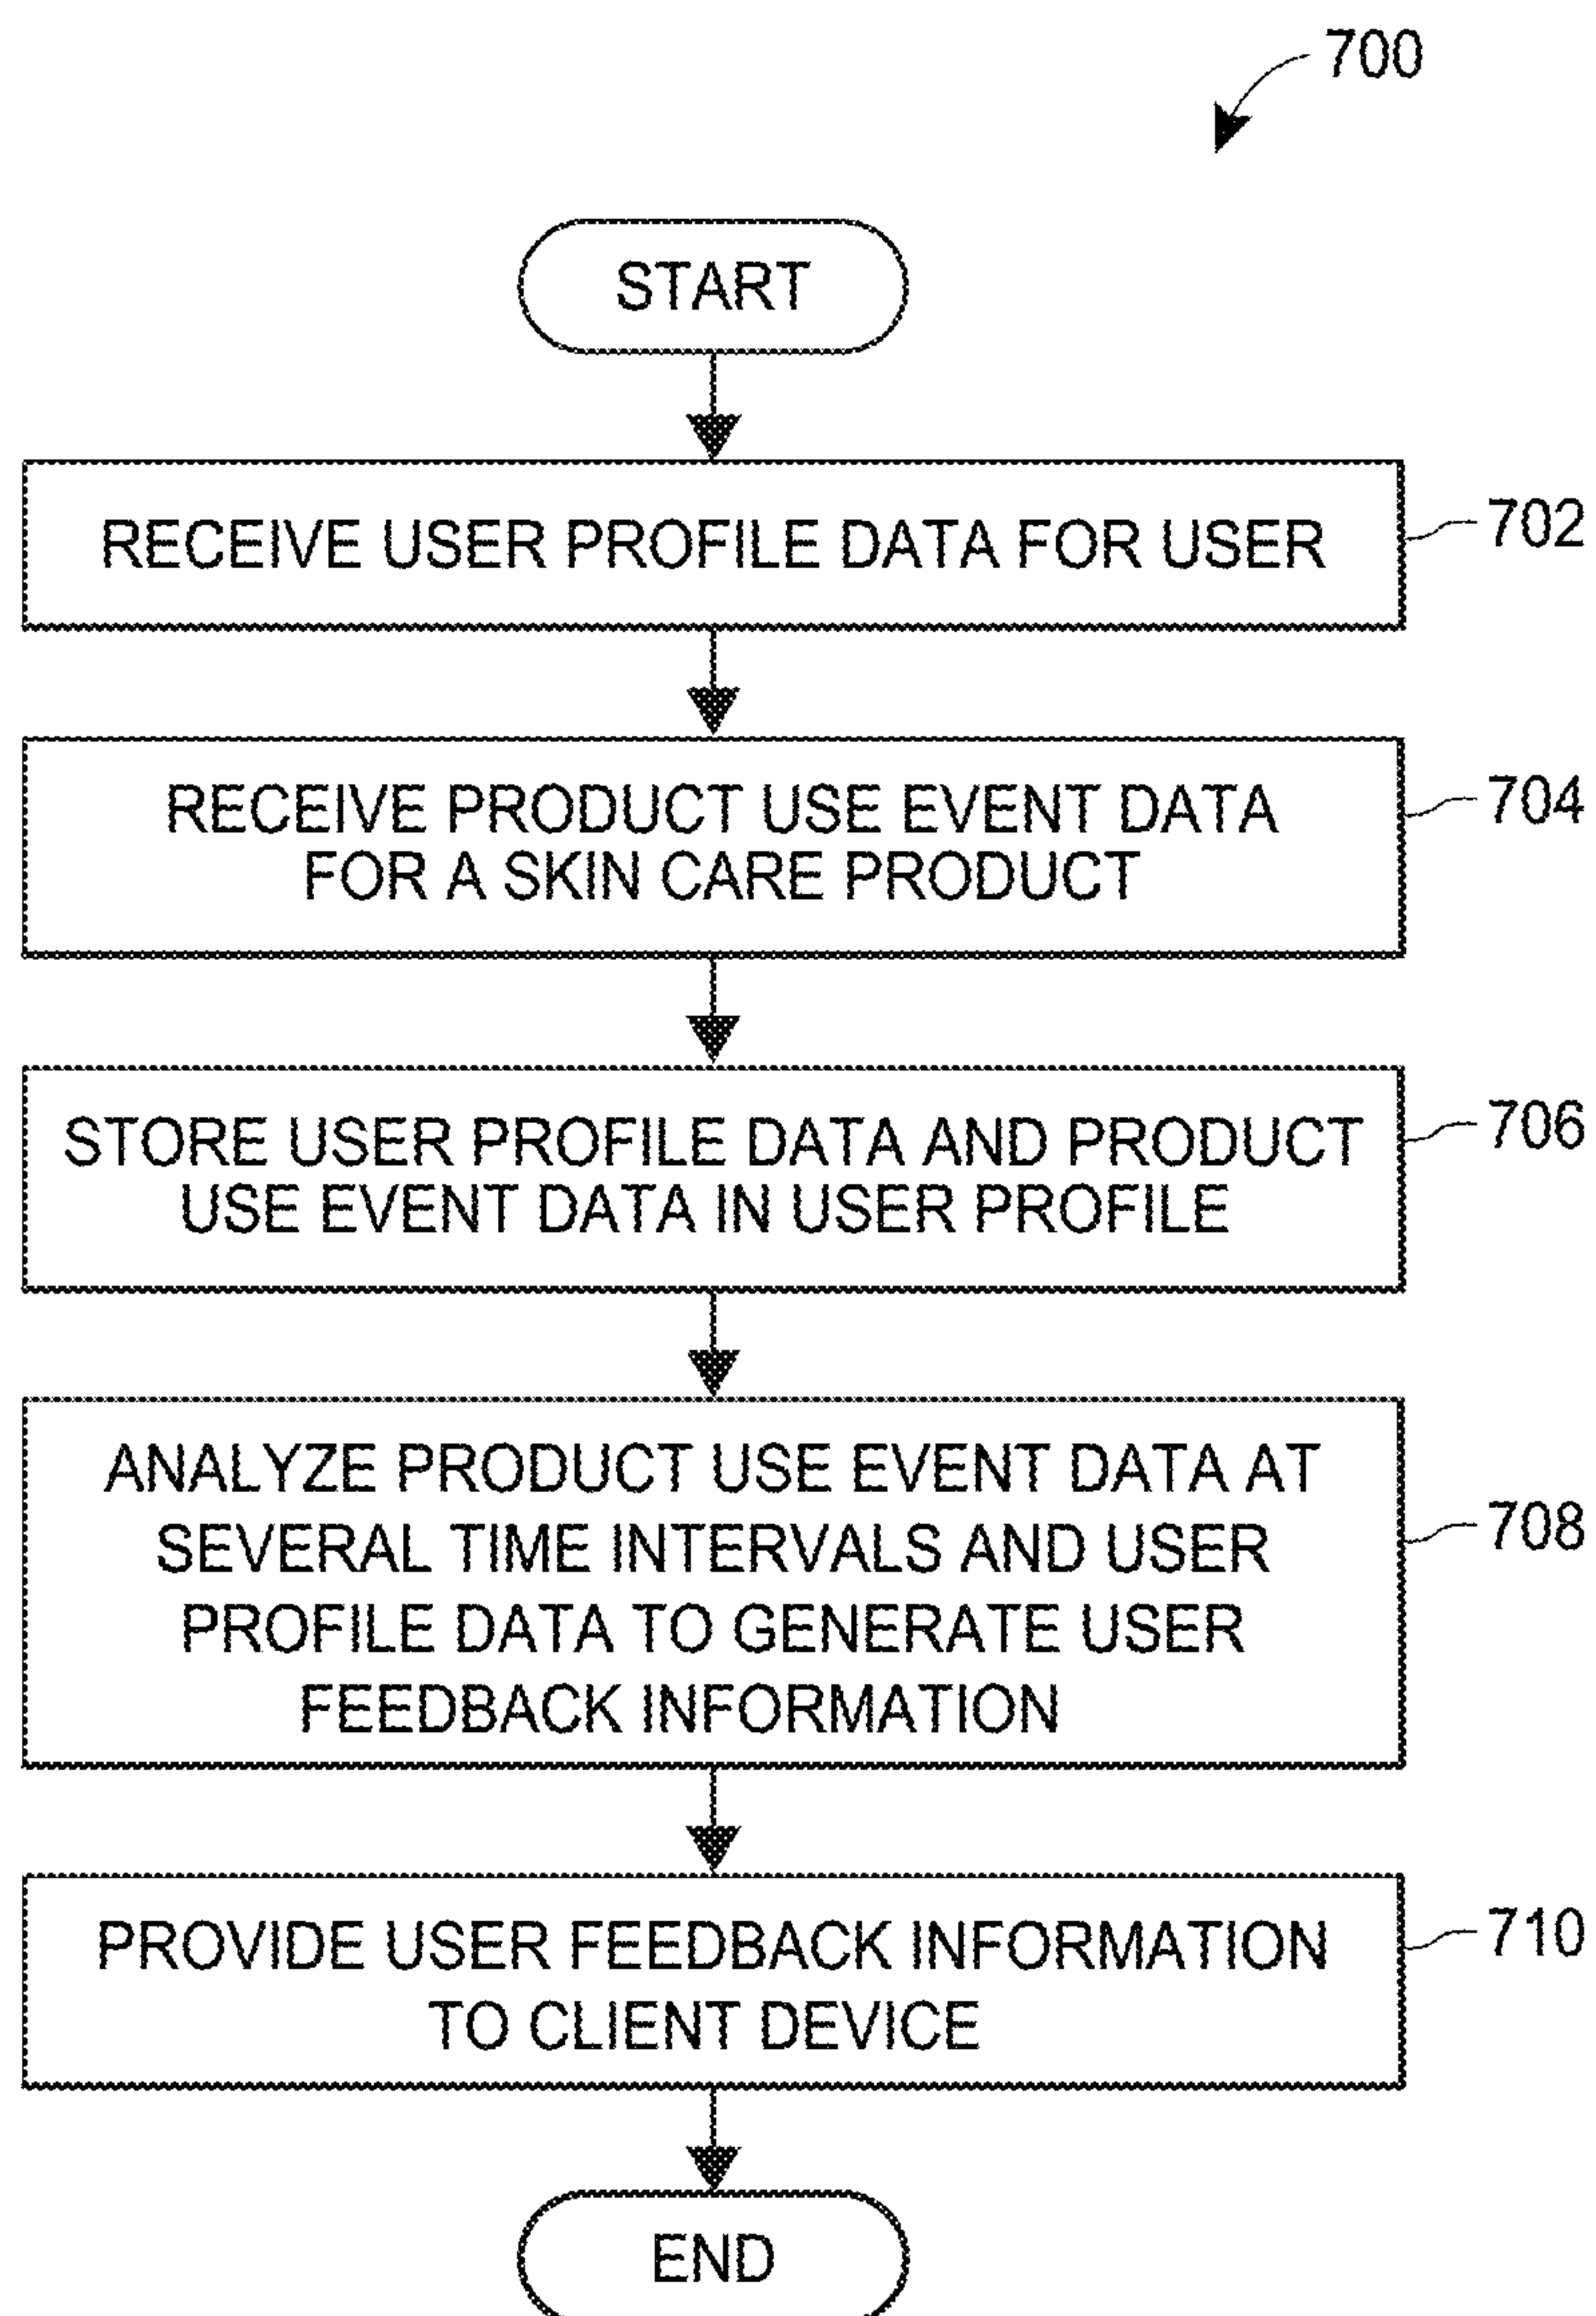 700
START
RECEIVE USER PROFILE DATA FOR USER
702
RECEIVE PRODUCT USE EVENT DATA
FOR A SKIN CARE PRODUCT
704
STORE USER PROFILE DATA AND PRODUCT
USE EVENT DATA IN USER PROFILE
706
ANALYZE PRODUCT USE EVENT DATA AT
SEVERAL TIME INTERVALS AND USER
PROFILE DATA TO GENERATE USER
FEEDBACK INFORMATION
708
PROVIDE USER FEEDBACK INFORMATION
TO CLIENT DEVICE
710
END